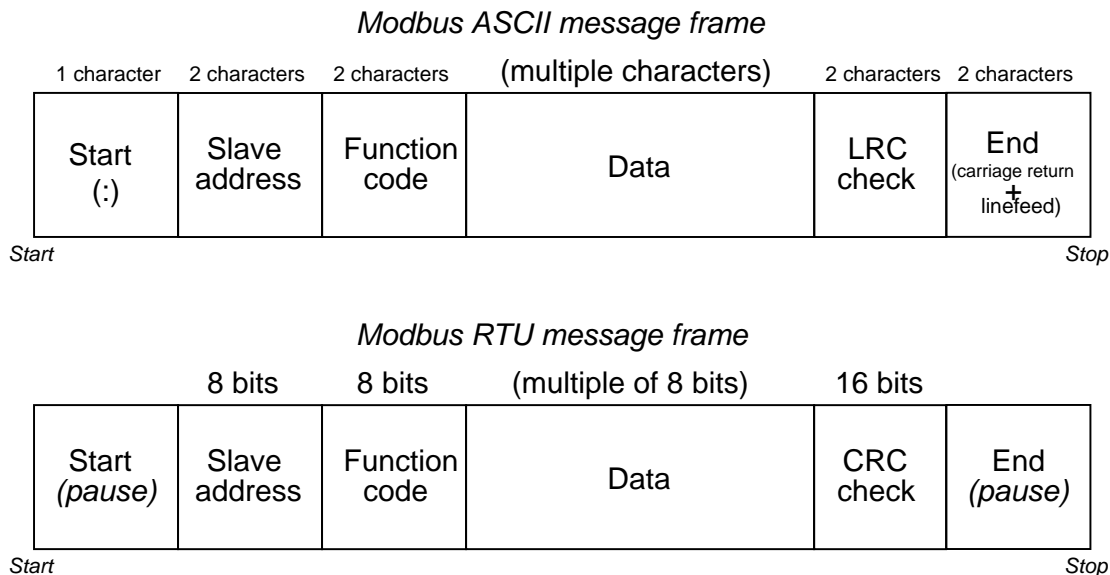 Modbus ASCII message frame
1 character 2 characters 2 characters (multiple characters) 2 characters 2 characters
Start
(:)
Slave
address
Function
code
Data
LRC
check
End
(carriage return
+
linefeed)
Start Stop
Modbus RTU message frame
8 bits 8 bits (multiple of 8 bits) 16 bits
Start
(pause)
Slave
address
Function
code
Data
CRC
check
End
(pause)
Start Stop